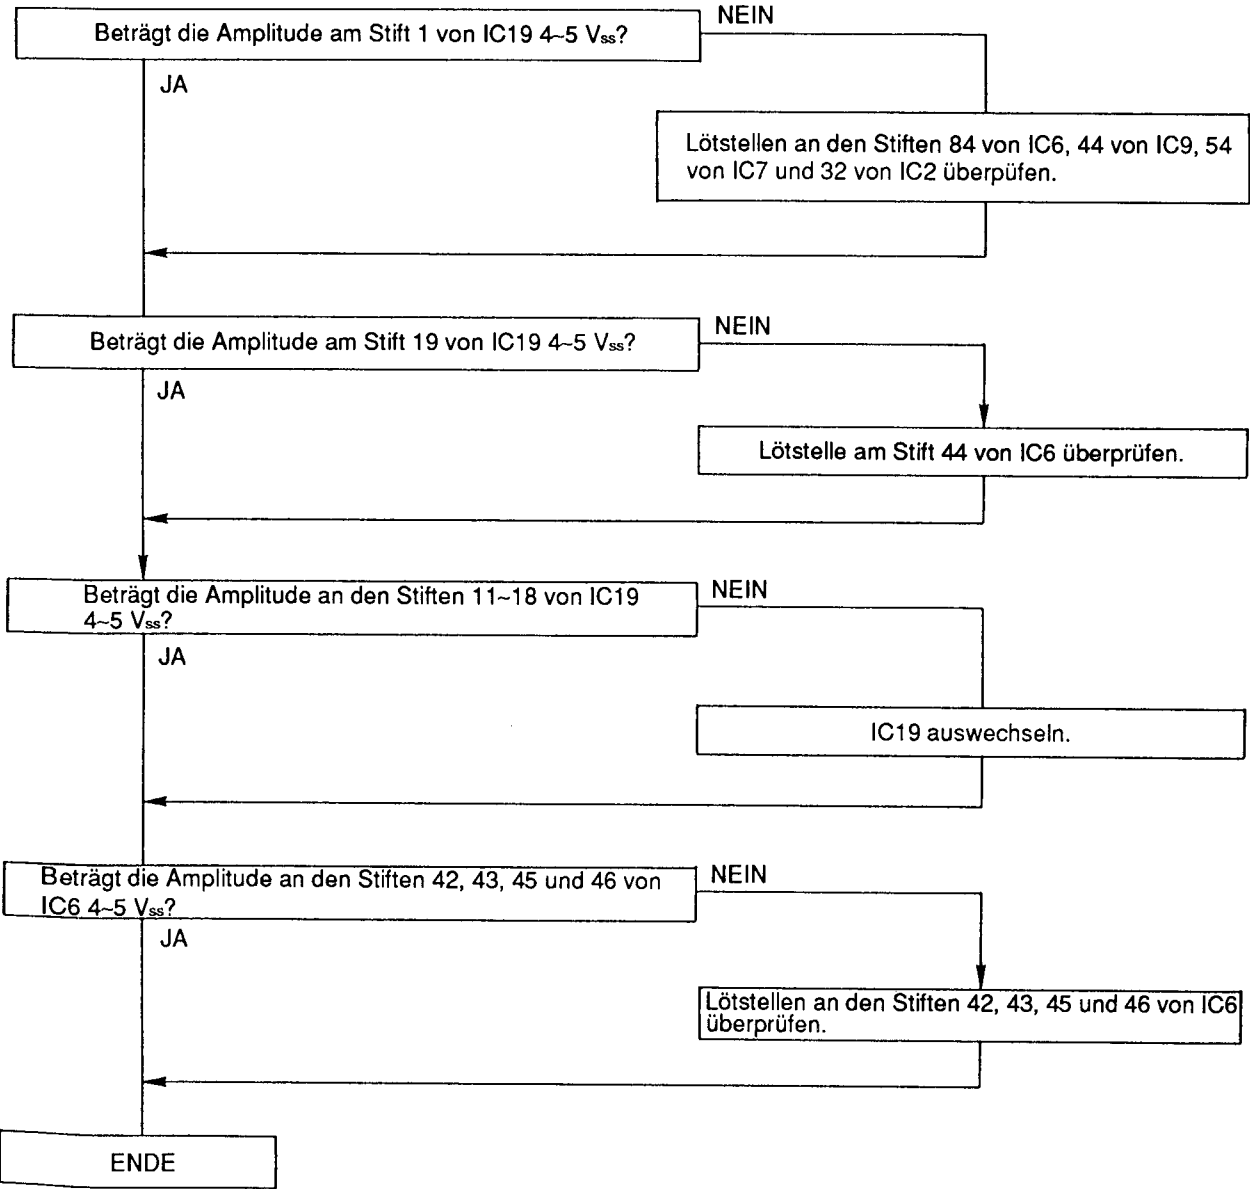 Beträgt die Amplitude am Stift 1 von IC19 4~5 Vss?
NEIN
JA
Lötstellen an den Stiften 84 von IC6, 44 von IC9, 54
von IC7 und 32 von IC2 überpüfen.
Beträgt die Amplitude am Stift 19 von IC19 4~5 Vss?
NEIN
JA
Lötstelle am Stift 44 von IC6 überprüfen.
Beträgt die Amplitude an den Stiften 11~18 von IC19
4~5 Vss?
NEIN
JA
IC19 auswechseln.
Beträgt die Amplitude an den Stiften 42, 43, 45 und 46 von
IC6 4~5 Vss?
NEIN
JA
Lötstellen an den Stiften 42, 43, 45 und 46 von IC6
überprüfen.
ENDE